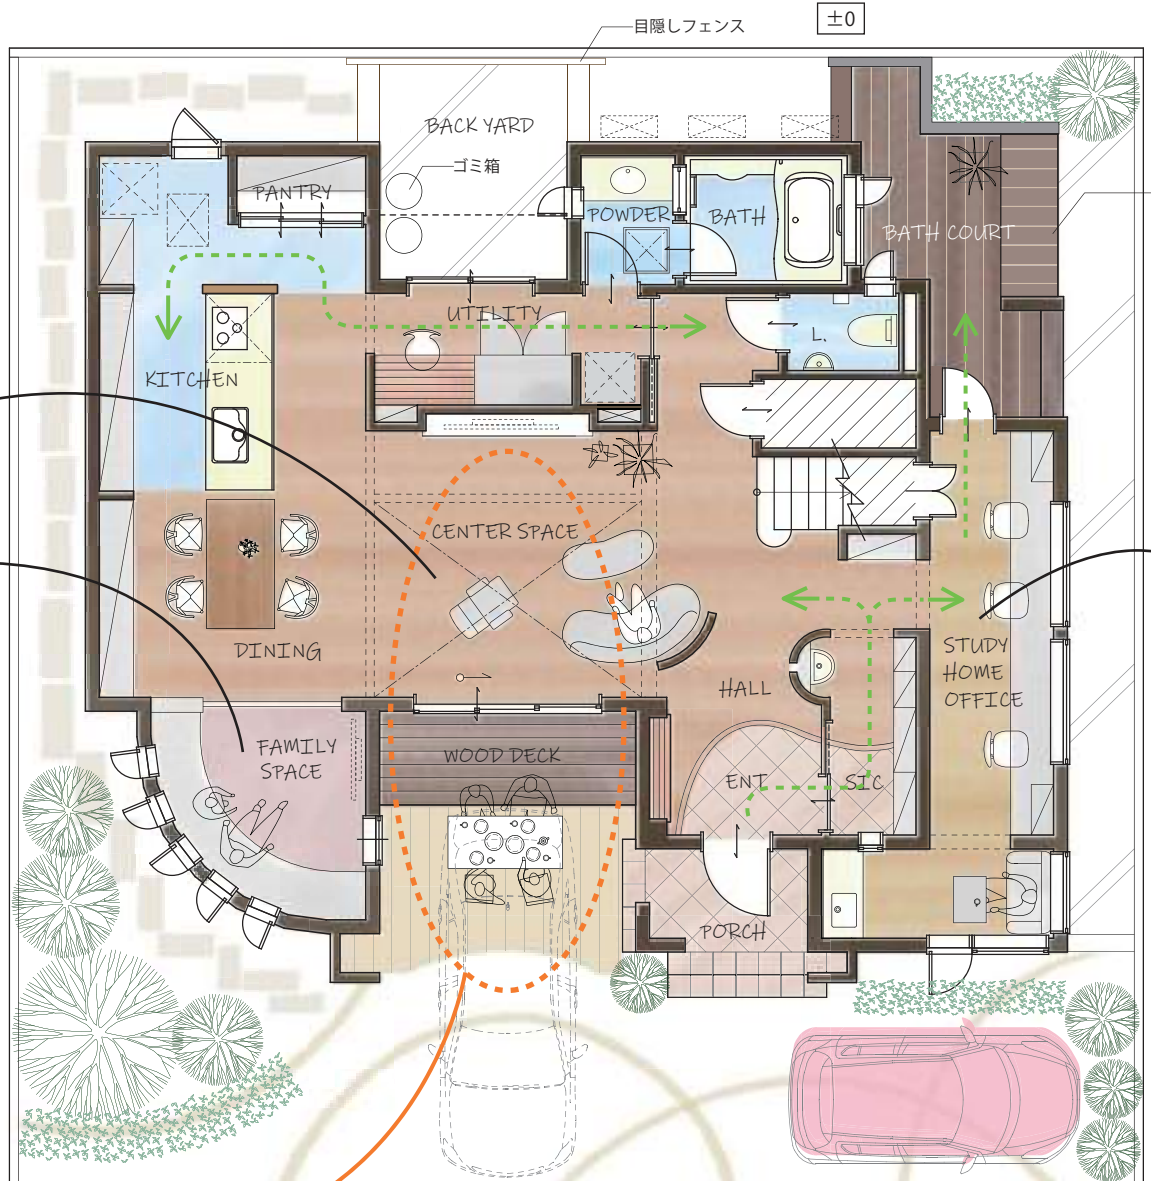 ±0
目隠しフェンス
BACK YARD
ゴミ箱
PANTRY
POWDER
BATH
BATH COURT
UTILITY
L.
KITCHEN
CENTER SPACE
DINING
STUDY
HOME
OFFICE
HALL
FAMILY
SPACE
WOOD DECK
ENT
SIC
PORCH